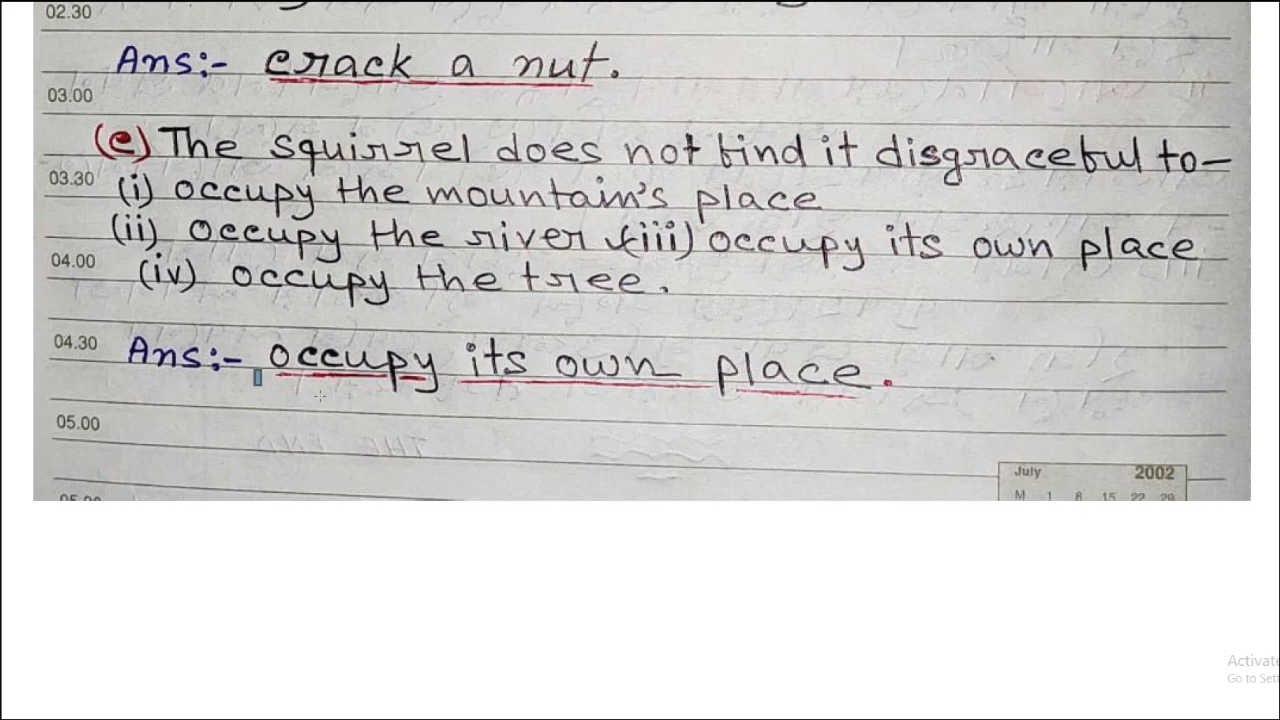 02.30
Ans:- crack a nut.
03.00
(e) The squirrel does not find it disgraceful to-
03.30
(i) occupy the mountain's place
(ii) occupy the river (iii) occupy its own place
04.00
(iv) occupy the tree.
04.30
Ans:- occupy its own place.
05.00
July 2002
M 1 8 15 22 29
Activate
Go to Sett